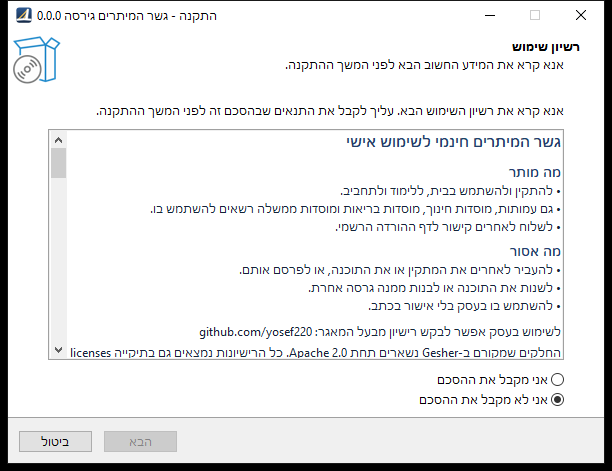 התקנה - גשר המיתרים גירסה 0.0.0
רשיון שימוש
אנא קרא את המידע החשוב הבא לפני המשך ההתקנה.
אנא קרא את רשיון השימוש הבא. עליך לקבל את התנאים שבהסכם זה לפני המשך ההתקנה.
גשר המיתרים חינמי לשימוש אישי
מה מותר
• להתקין ולהשתמש בבית, ללימוד ולתחביב.
• גם עמותות, מוסדות חינוך, מוסדות בריאות ומוסדות ממשלה רשאים להשתמש בו.
• לשלוח לאחרים קישור לדף ההורדה הרשמי.
מה אסור
• להעביר לאחרים את המתקין או את התוכנה, או לפרסם אותם.
• לשנות את התוכנה או לבנות ממנה גרסה אחרת.
• להשתמש בו בעסק בלי אישור בכתב.
לשימוש בעסק אפשר לבקש רישיון מבעל המאגר: github.com/yosef220
החלקים שמקורם ב-Gesher נשארים תחת Apache 2.0. כל הרישיונות נמצאים גם בתיקייה licenses
אני מקבל את ההסכם
אני לא מקבל את ההסכם
הבא
ביטול